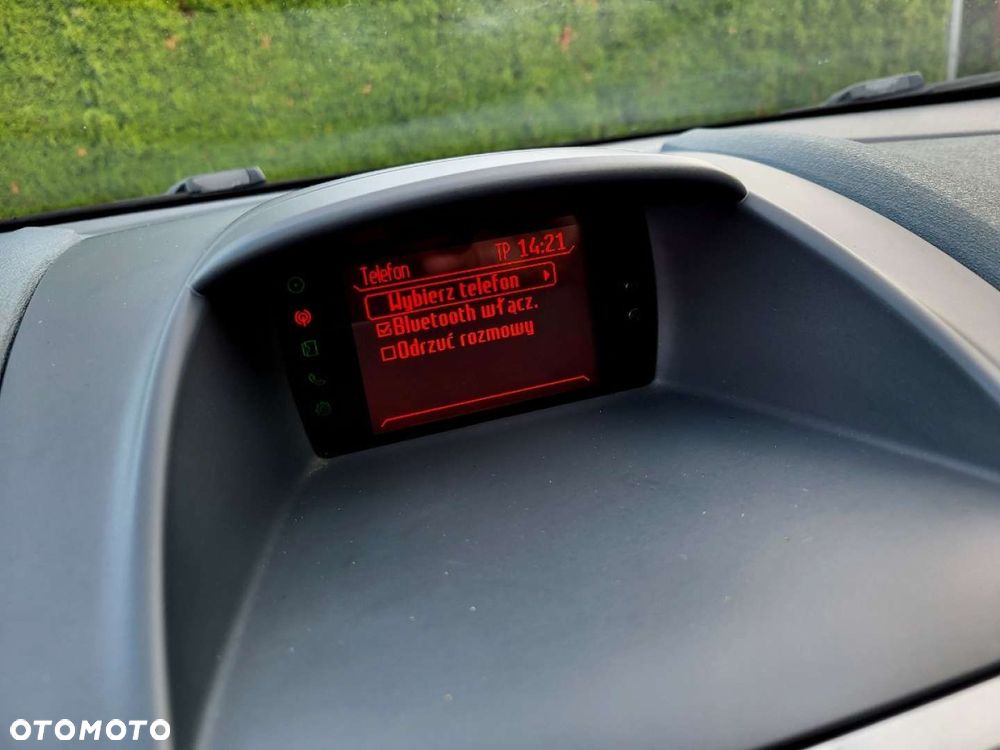 Telefon TP 14:21
Wybierz telefon
Bluetooth włącz.
Odrzuć rozmowy
OTOMOTO